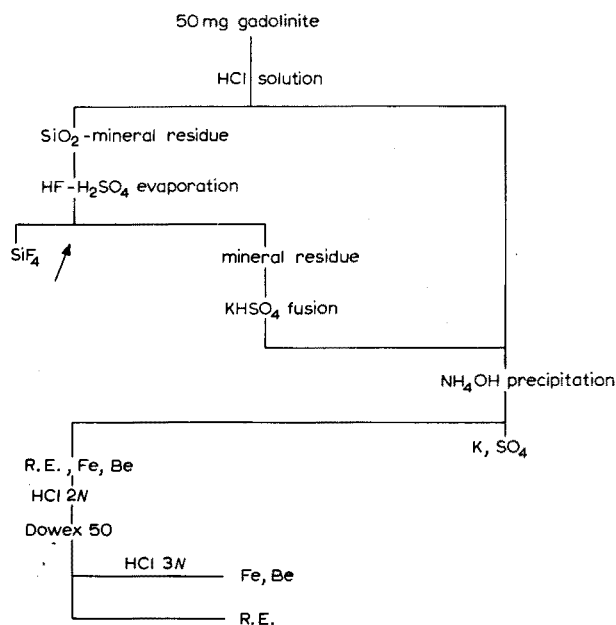 50 mg gadolinite
HCl solution
SiO₂-mineral residue
HF-H₂SO₄ evaporation
SiF₄
mineral residue
KHSO₄ fusion
NH₄OH precipitation
K, SO₄
R.E., Fe, Be
HCl 2N
Dowex 50
HCl 3N
Fe, Be
R.E.